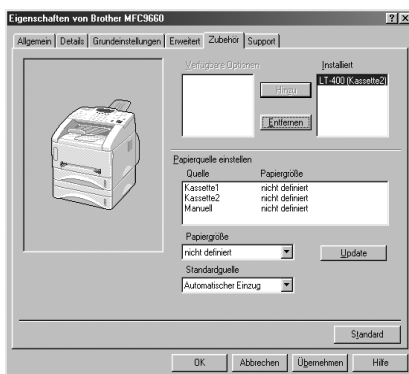 Eigenschaften von Brother MFC9660
Allgemein Details Grundeinstellungen Erweitert Zubehör Support
Verfügbare Optionen Installiert
LT-400 (Kassette2)
Hinzu
Entfernen
Papierquelle einstellen
Quelle Papiergröße
Kassette1 nicht definiert
Kassette2 nicht definiert
Manuell nicht definiert
Papiergröße
nicht definiert Update
Standardquelle
Automatischer Einzug
Standard
OK Abbrechen Übernehmen Hilfe